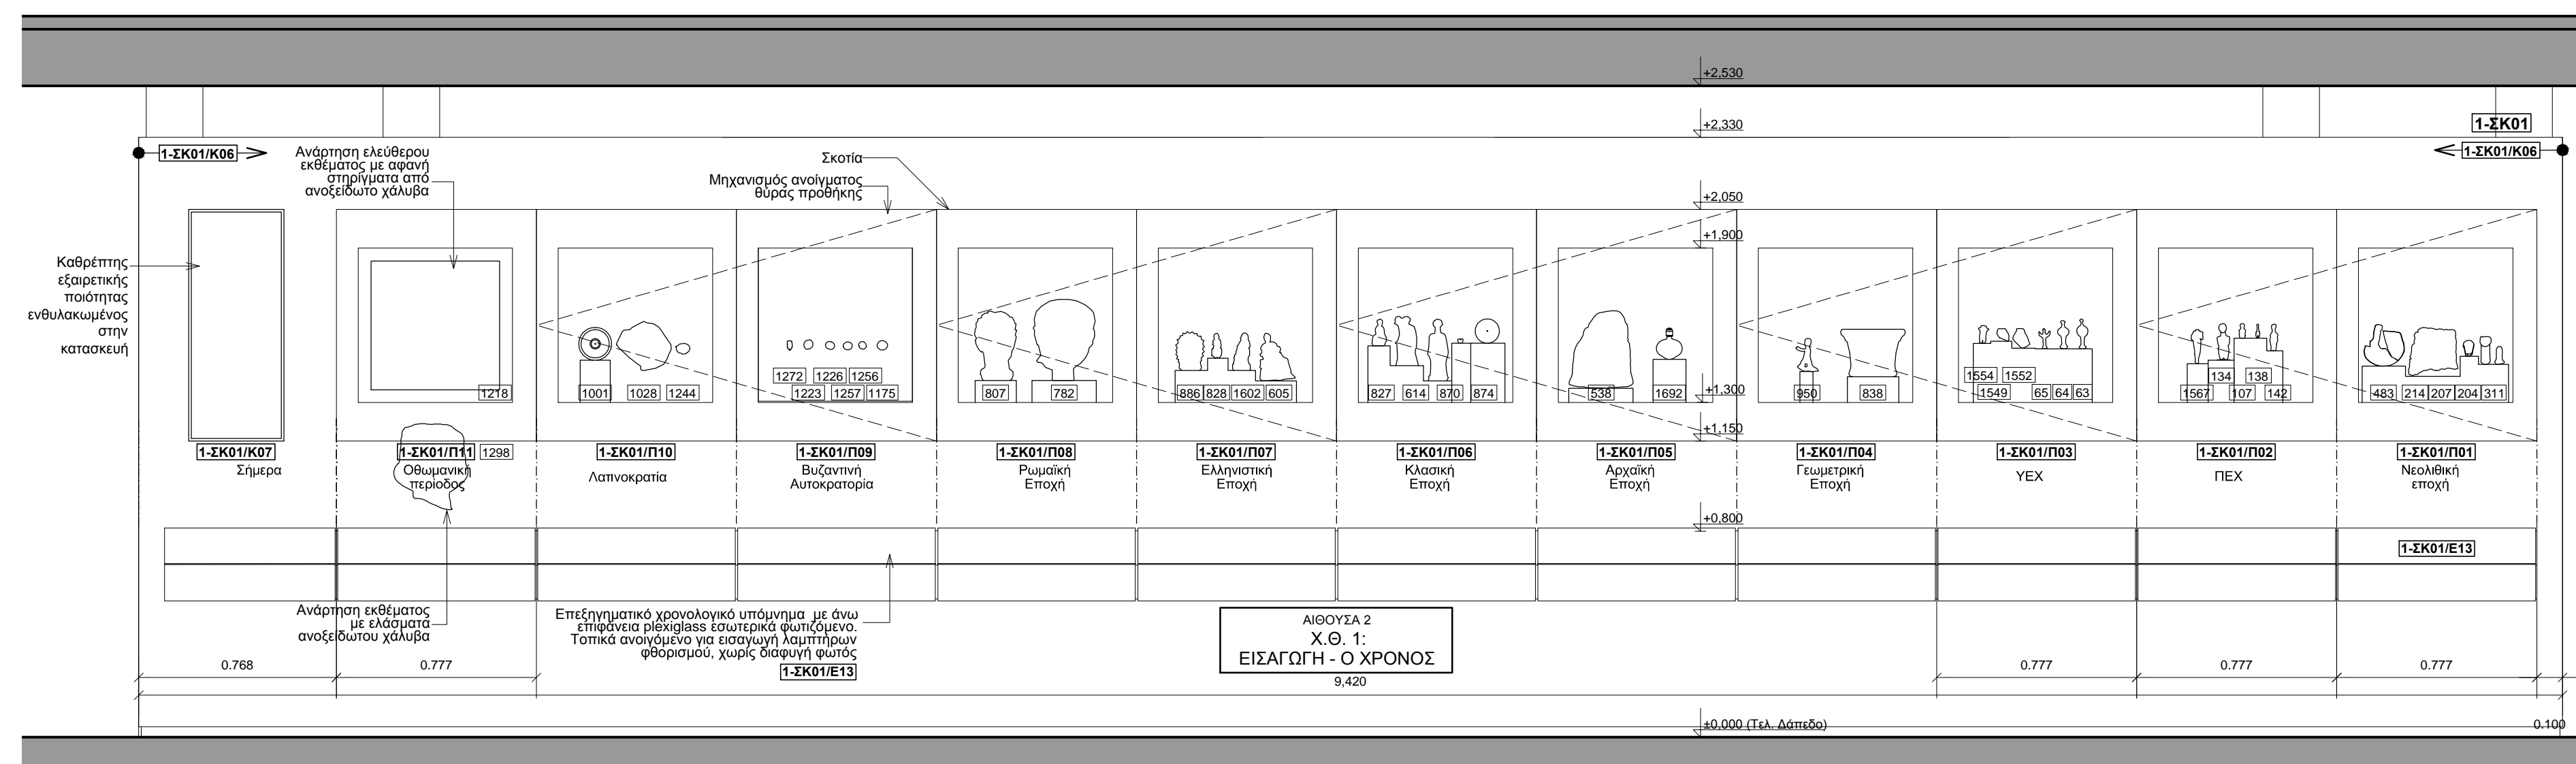 +2,530
+2,330
1-ΣΚ01
1-ΣΚ01/Κ06
1-ΣΚ01/Κ06
Ανάρτηση ελεύθερου
εκθέματος με αφανή
στηρίγματα από
ανοξείδωτο χάλυβα
Σκοτία
Μηχανισμός ανοίγματος
θύρας προθήκης
+2,050
+1,900
Καθρέπτης
εξαιρετικής
ποιότητας
ενθυλακωμένος
στην
κατασκευή
1218
1001
1028
1244
1272
1226
1256
1223
1257
1175
807
782
886
828
1602
605
827
614
870
874
538
1692
+1,300
950
838
1554
1552
1549
65
64
63
134
138
1567
107
142
483
214
207
204
311
+1,150
1-ΣΚ01/Κ07
Σήμερα
1-ΣΚ01/Π11
1298
Οθωμανική
περίοδος
1-ΣΚ01/Π10
Λατινοκρατία
1-ΣΚ01/Π09
Βυζαντινή
Αυτοκρατορία
1-ΣΚ01/Π08
Ρωμαϊκή
Εποχή
1-ΣΚ01/Π07
Ελληνιστική
Εποχή
1-ΣΚ01/Π06
Κλασική
Εποχή
1-ΣΚ01/Π05
Αρχαϊκή
Εποχή
1-ΣΚ01/Π04
Γεωμετρική
Εποχή
1-ΣΚ01/Π03
ΥΕΧ
1-ΣΚ01/Π02
ΠΕΧ
1-ΣΚ01/Π01
Νεολιθική
εποχή
+0,800
1-ΣΚ01/Ε13
Ανάρτηση εκθέματος
με ελάσματα
ανοξείδωτου χάλυβα
Επεξηγηματικό χρονολογικό υπόμνημα με άνω
επιφάνεια plexiglass εσωτερικά φωτιζόμενο.
Τοπικά ανοιγόμενο για εισαγωγή λαμπτήρων
φθορισμού, χωρίς διαφυγή φωτός
1-ΣΚ01/Ε13
ΑΙΘΟΥΣΑ 2
Χ.Θ. 1:
ΕΙΣΑΓΩΓΗ - Ο ΧΡΟΝΟΣ
0.768
0.777
0.777
0.777
0.777
9,420
±0,000 (Τελ. Δάπεδο)
0.100